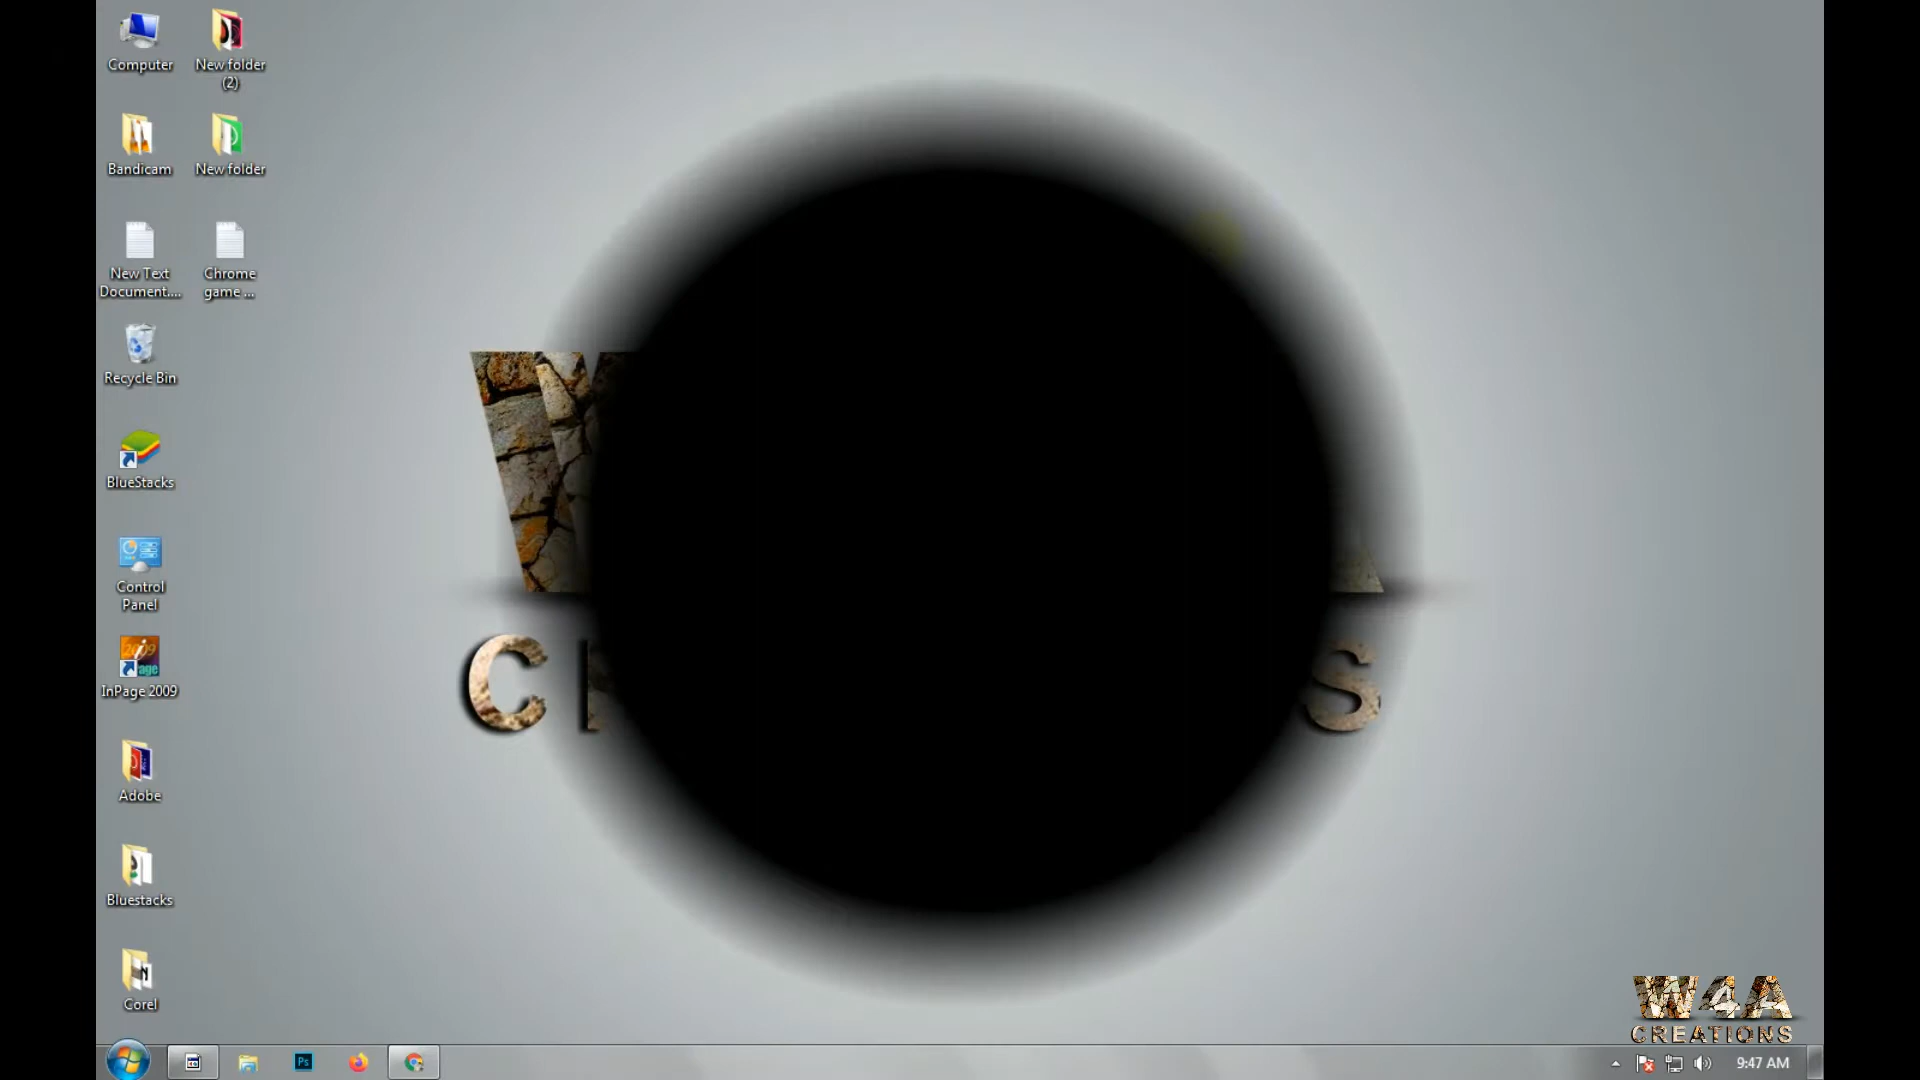 Computer
New folder
(2)
Bandicam
New folder
New Text
Document....
Chrome
game ...
Recycle Bin
BlueStacks
Control
Panel
InPage 2009
Adobe
Bluestacks
Corel
W4A
CREATIONS
Ps
9:47 AM